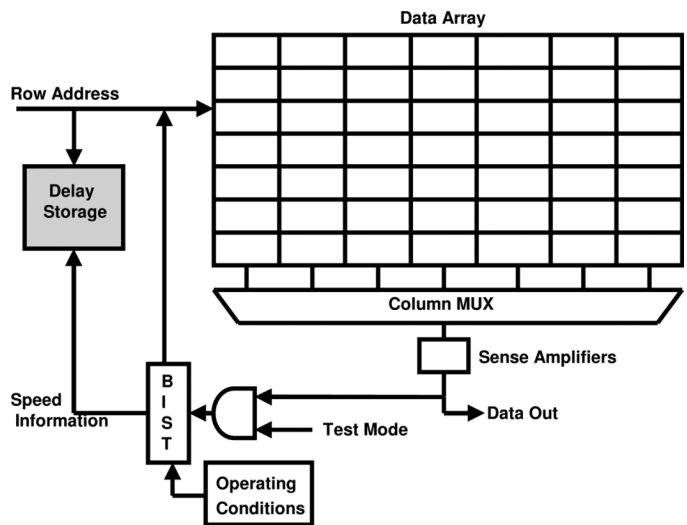 Data Array
Row Address
Delay
Storage
Column MUX
Sense Amplifiers
B
I
S
T
Speed
Information
Data Out
Test Mode
Operating
Conditions